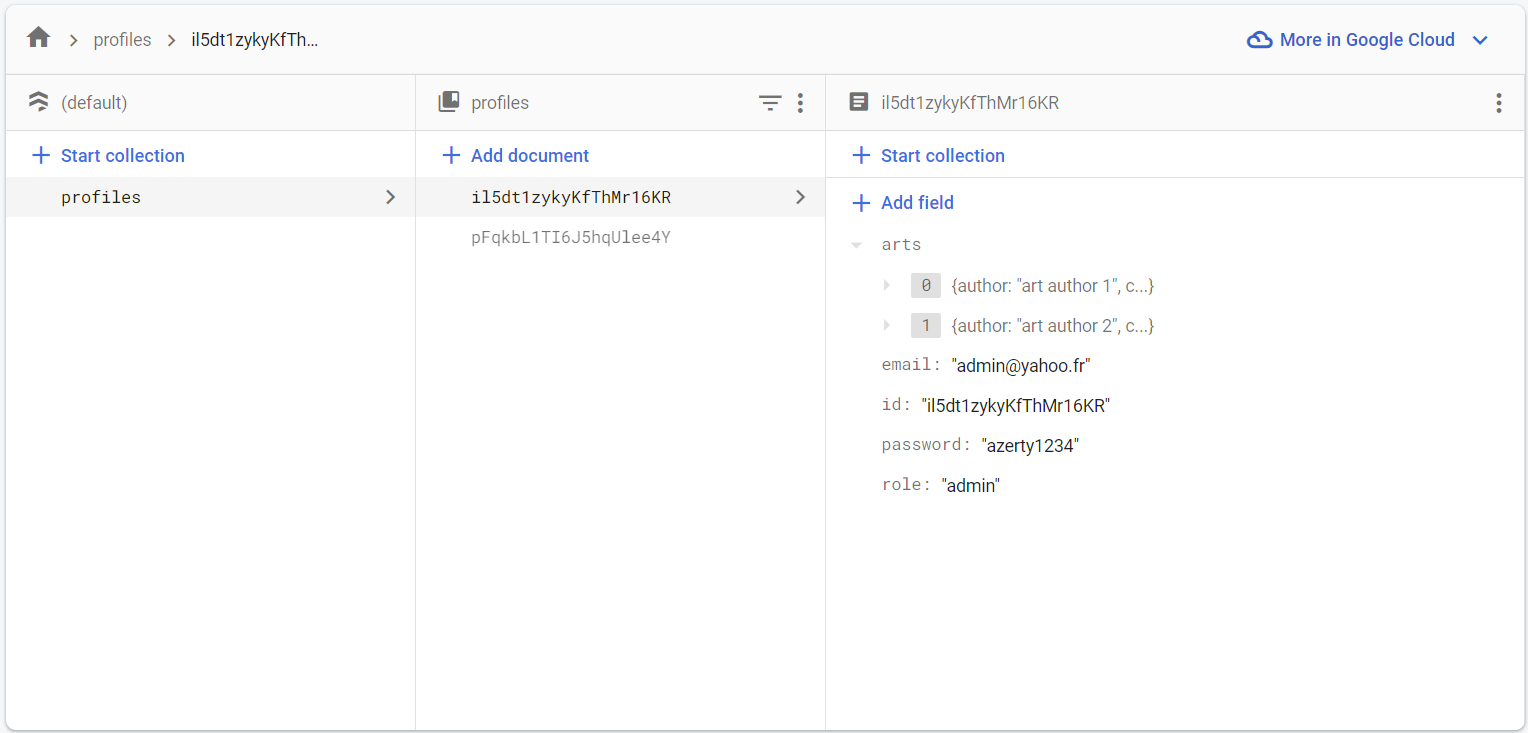 profiles
il5dt1zykyKfTh...
More in Google Cloud
(default)
profiles
il5dt1zykyKfThMr16KR
Start collection
Add document
Start collection
profiles
il5dt1zykyKfThMr16KR
pFqkbL1TI6J5hqUlee4Y
Add field
arts
0 {author: "art author 1", c...}
1 {author: "art author 2", c...}
email: "admin@yahoo.fr"
id: "il5dt1zykyKfThMr16KR"
password: "azerty1234"
role: "admin"